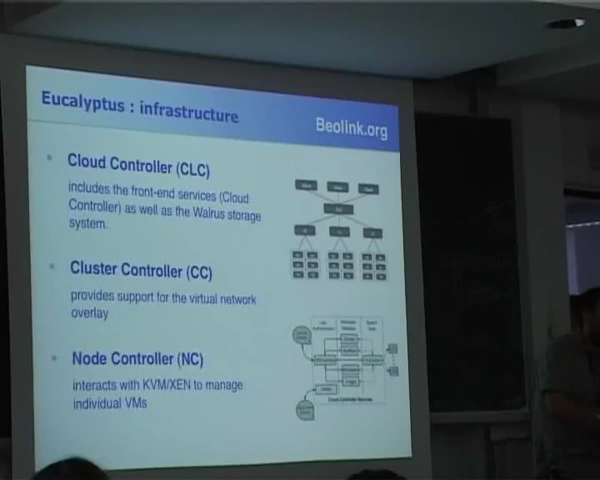 Eucalyptus : infrastructure
Beolink.org
Cloud Controller (CLC)
includes the front-end services (Cloud
Controller) as well as the Walrus storage
system.
Cluster Controller (CC)
provides support for the virtual network
overlay
Node Controller (NC)
interacts with KVM/XEN to manage
individual VMs